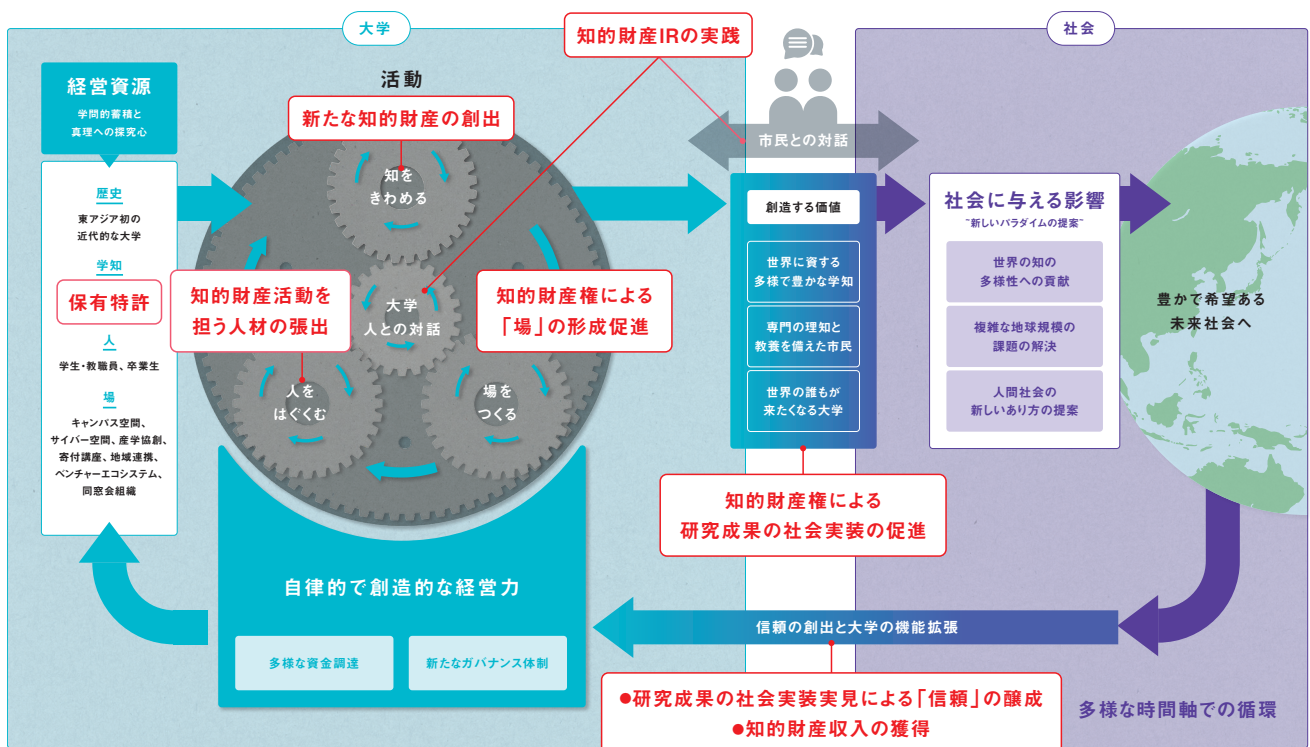 大学
社会
知的財産IRの実践
経営資源
学問的蓄積と
真理への探究心
歴史
東アジア初の
近代的な大学
学知
保有特許
人
学生・教職員、卒業生
場
キャンパス空間、
サイバー空間、産学協創、
寄付講座、地域連携、
ベンチャーエコシステム、
同窓会組織
活動
新たな知的財産の創出
知を
きわめる
知的財産活動を
担う人材の張出
大学
人との対話
知的財産権による
「場」の形成促進
人を
はぐくむ
場を
つくる
市民との対話
創造する価値
世界に資する
多様で豊かな学知
専門の理知と
教養を備えた市民
世界の誰もが
来たくなる大学
知的財産権による
研究成果の社会実装の促進
社会に与える影響
~新しいパラダイムの提案~
世界の知の
多様性への貢献
複雑な地球規模の
課題の解決
人間社会の
新しいあり方の提案
豊かで希望ある
未来社会へ
自律的で創造的な経営力
多様な資金調達
新たなガバナンス体制
信頼の創出と大学の機能拡張
●研究成果の社会実装実見による「信頼」の醸成
●知的財産収入の獲得
多様な時間軸での循環